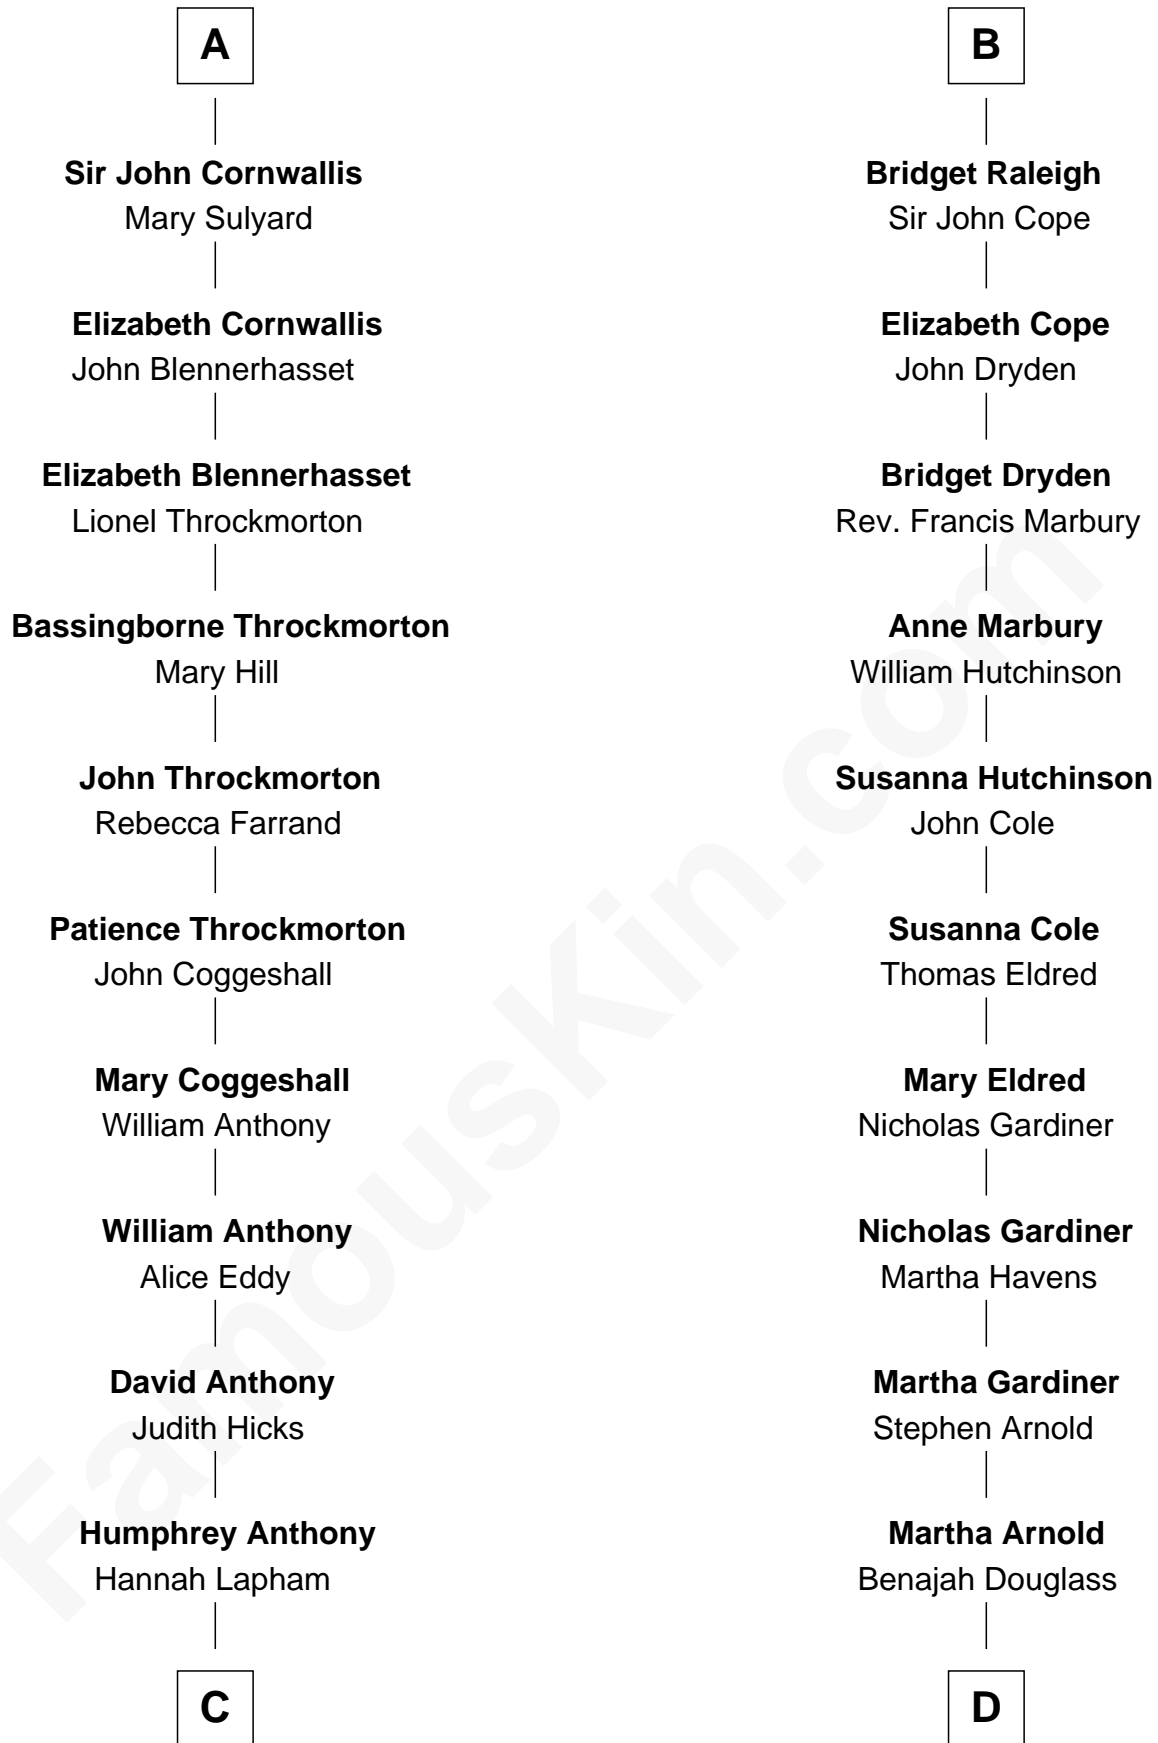 A
Sir John Cornwallis
Mary Sulyard
Elizabeth Cornwallis
John Blennerhasset
Elizabeth Blennerhasset
Lionel Throckmorton
Bassingborne Throckmorton
Mary Hill
John Throckmorton
Rebecca Farrand
Patience Throckmorton
John Coggeshall
Mary Coggeshall
William Anthony
William Anthony
Alice Eddy
David Anthony
Judith Hicks
Humphrey Anthony
Hannah Lapham
C
B
Bridget Raleigh
Sir John Cope
Elizabeth Cope
John Dryden
Bridget Dryden
Rev. Francis Marbury
Anne Marbury
William Hutchinson
Susanna Hutchinson
John Cole
Susanna Cole
Thomas Eldred
Mary Eldred
Nicholas Gardiner
Nicholas Gardiner
Martha Havens
Martha Gardiner
Stephen Arnold
Martha Arnold
Benajah Douglass
D
FamousKin.com